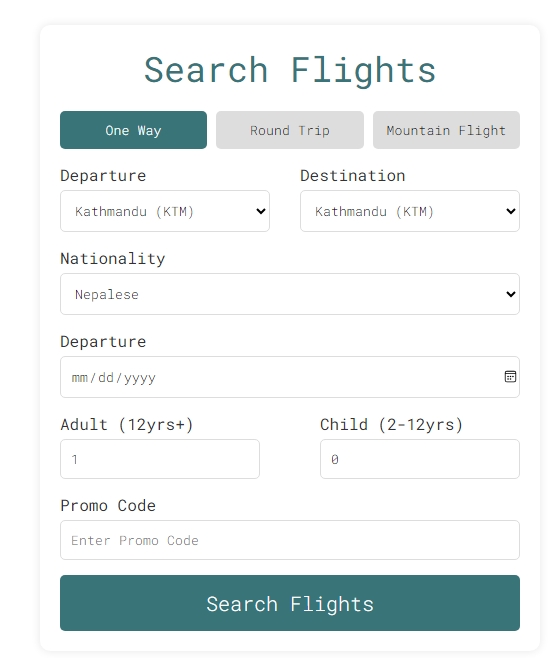 Search Flights
One Way Round Trip Mountain Flight
Departure Destination
Kathmandu (KTM) Kathmandu (KTM)
Nationality
Nepalese
Departure
mm/dd/yyyy
Adult (12yrs+) Child (2-12yrs)
1 0
Promo Code
Enter Promo Code
Search Flights